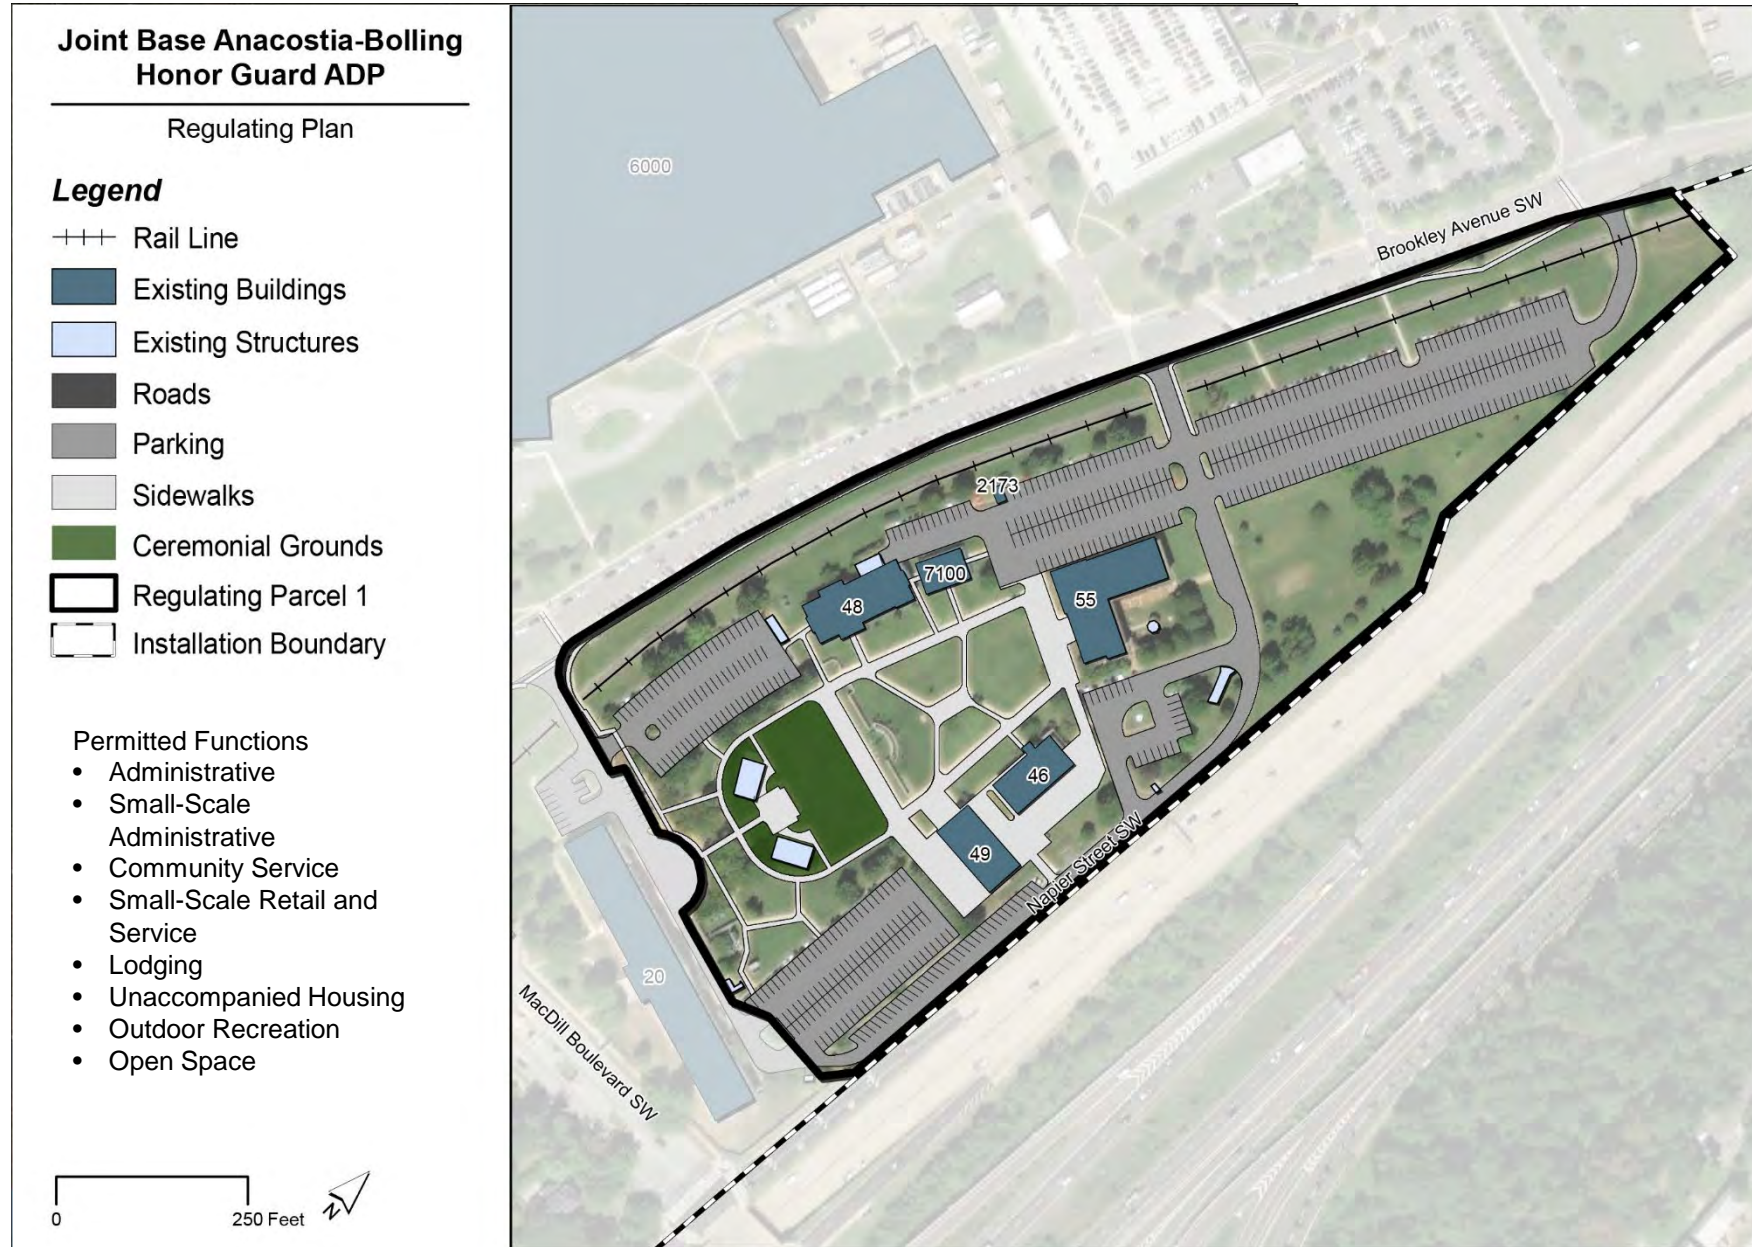 Joint Base Anacostia-Bolling
Honor Guard ADP
Regulating Plan
Legend
Rail Line
Existing Buildings
Existing Structures
Roads
Parking
Sidewalks
Ceremonial Grounds
Regulating Parcel 1
Installation Boundary
Permitted Functions
• Administrative
• Small-Scale
Administrative
• Community Service
• Small-Scale Retail and
Service
• Lodging
• Unaccompanied Housing
• Outdoor Recreation
• Open Space
0
250 Feet
N
6000
Brookley Avenue SW
2173
7100
48
55
46
49
Napier Street SW
20
MacDill Boulevard SW